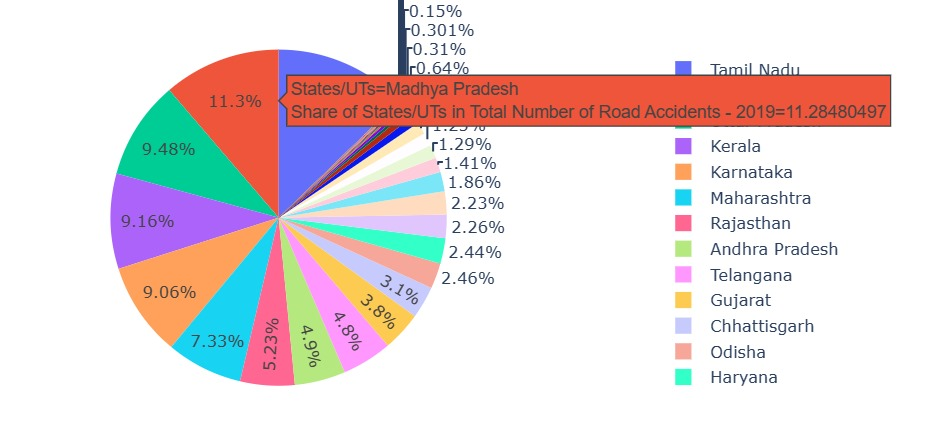 0.15%
0.301%
0.31%
0.64%
Tamil Nadu
States/UTs=Madhya Pradesh
Share of States/UTs in Total Number of Road Accidents - 2019=11.28480497
11.3%
9.48%
9.16%
9.06%
7.33%
5.23%
4.9%
4.8%
3.8%
3.1%
2.46%
2.44%
2.26%
2.23%
1.86%
1.41%
1.29%
Kerala
Karnataka
Maharashtra
Rajasthan
Andhra Pradesh
Telangana
Gujarat
Chhattisgarh
Odisha
Haryana